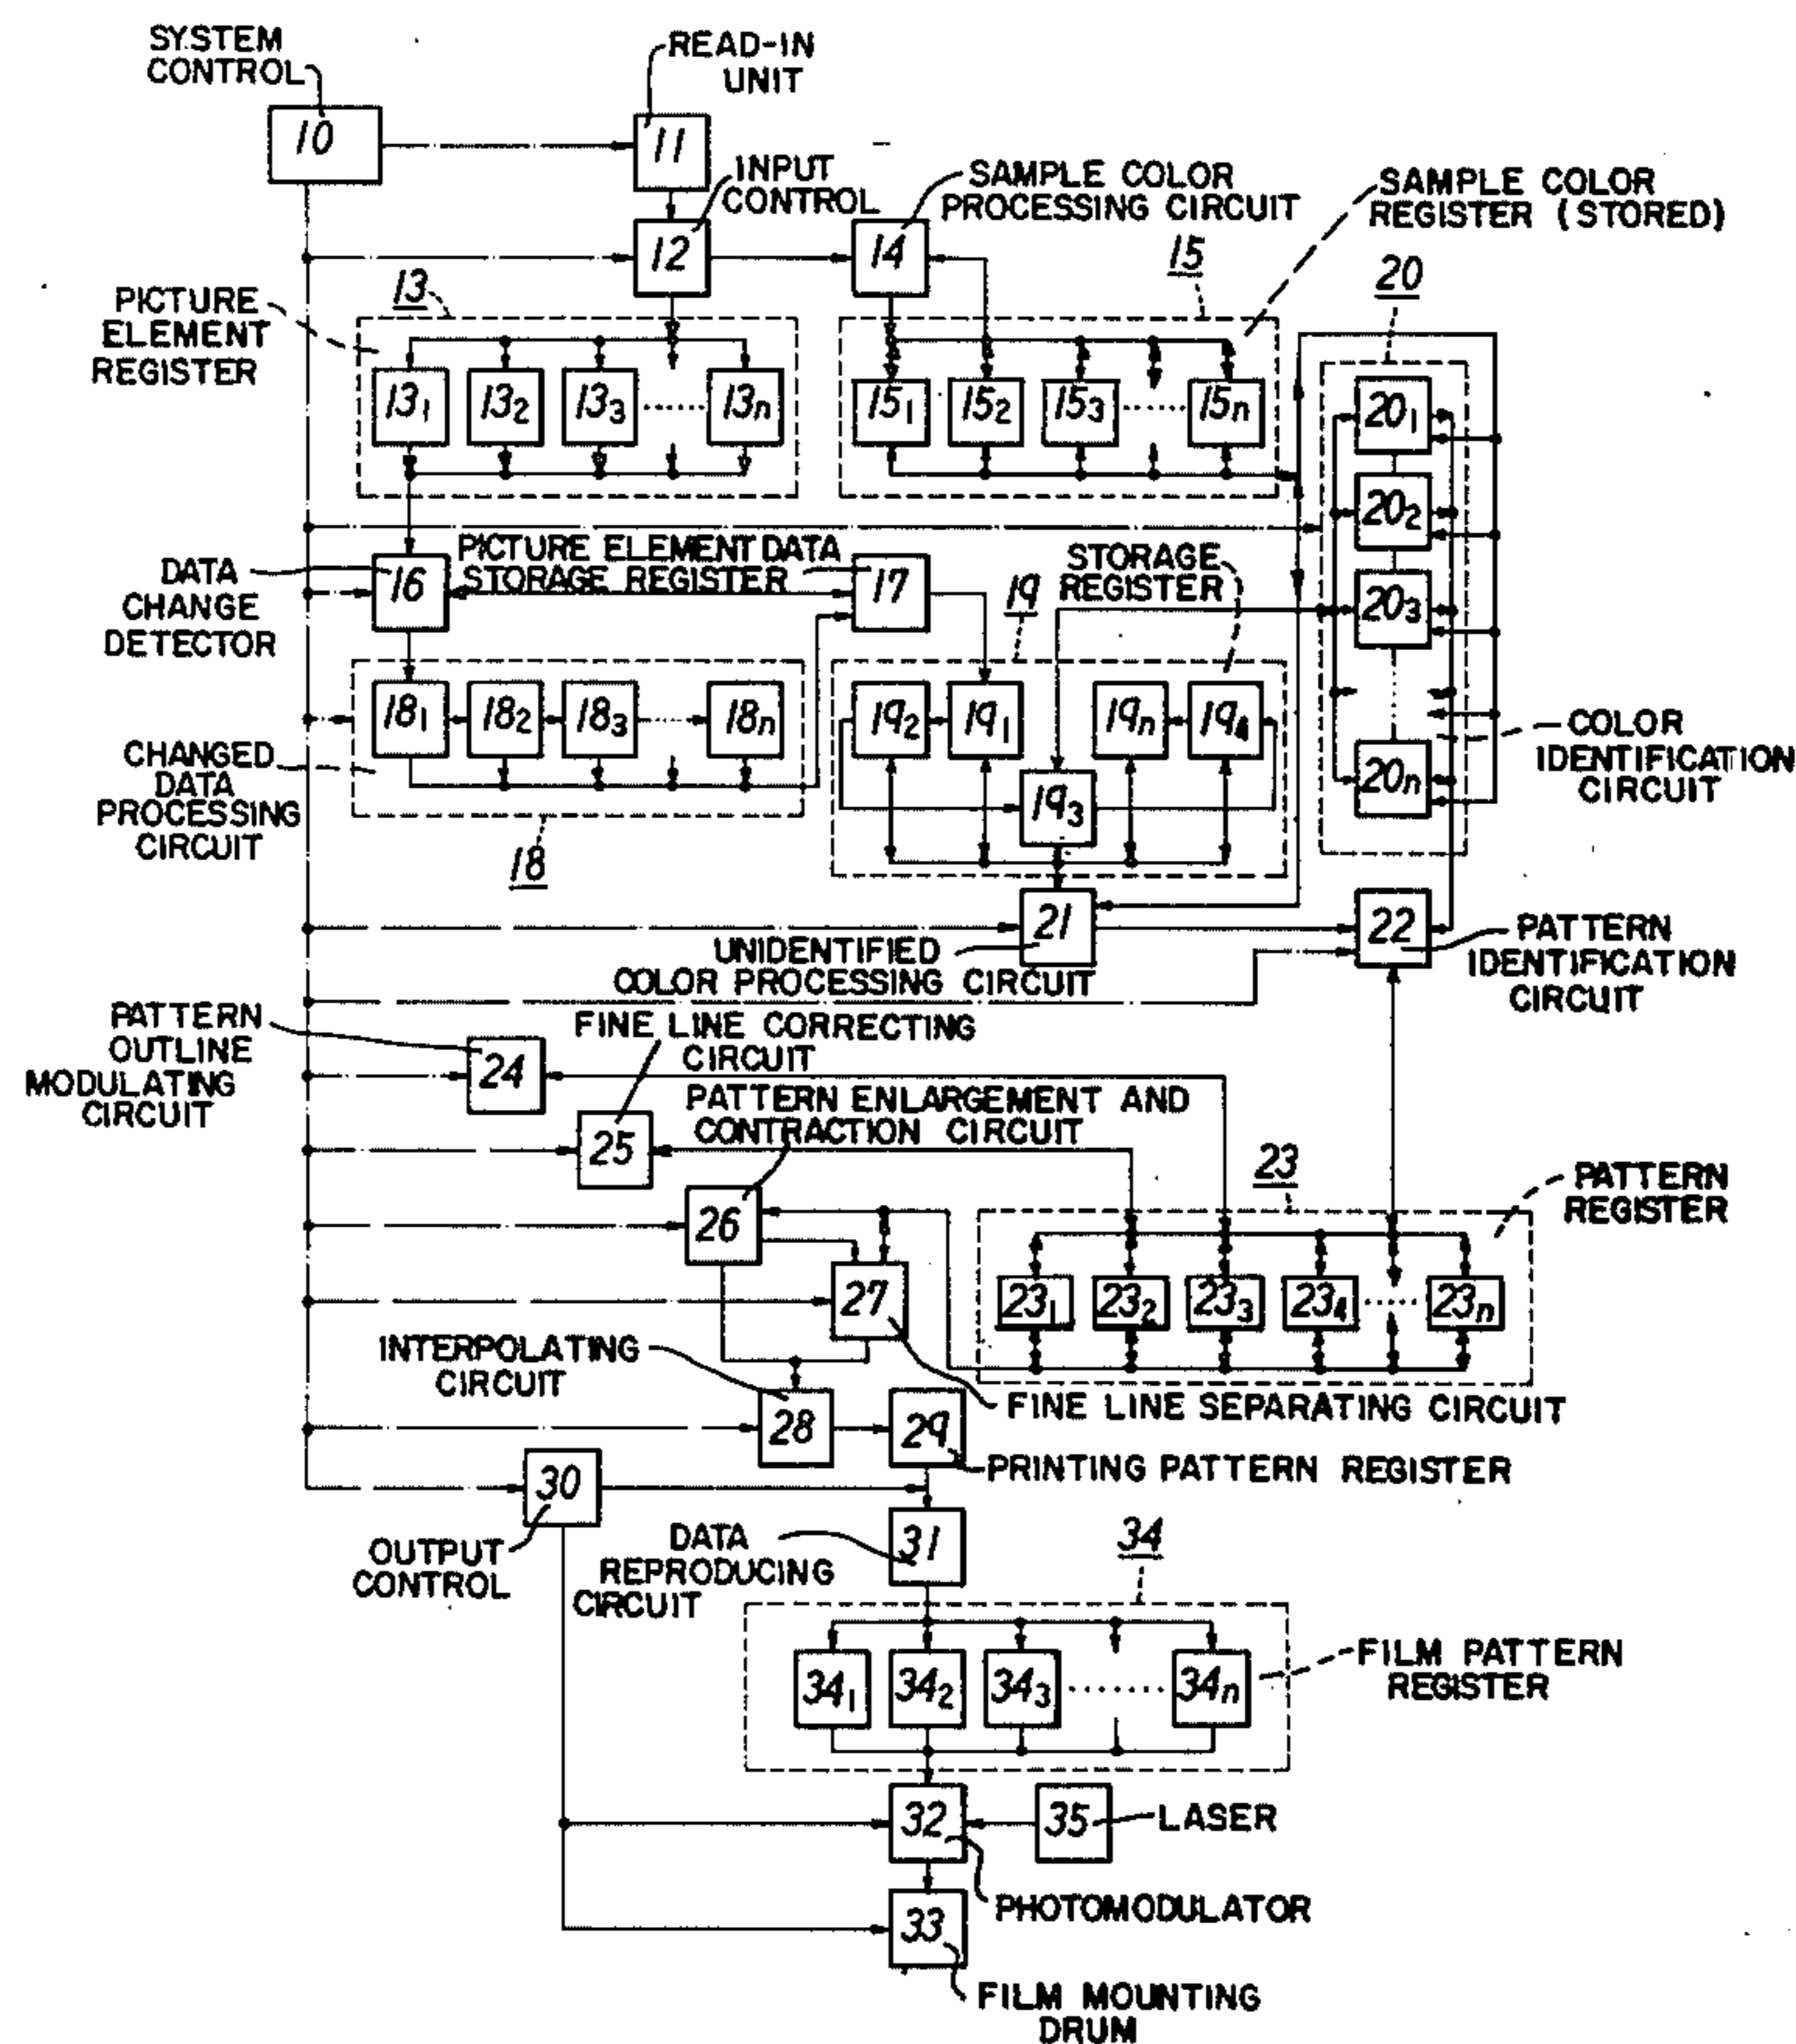 SYSTEM
CONTROL
READ-IN
UNIT
10
11
INPUT
CONTROL
SAMPLE COLOR
PROCESSING CIRCUIT
SAMPLE COLOR
REGISTER (STORED)
12
14
13
15
20
PICTURE
ELEMENT
REGISTER
13₁ 13₂ 13₃ ...... 13n
15₁ 15₂ 15₃ ...... 15n
20₁
20₂
20₃
20n
DATA
CHANGE
DETECTOR
16
PICTURE ELEMENT DATA
STORAGE REGISTER
17
STORAGE
REGISTER
19
18₁ 18₂ 18₃ 18n
19₂ 19₁ 19n 19₄
19₃
COLOR
IDENTIFICATION
CIRCUIT
CHANGED
DATA
PROCESSING
CIRCUIT
18
21
22
UNIDENTIFIED
COLOR PROCESSING CIRCUIT
PATTERN
IDENTIFICATION
CIRCUIT
PATTERN
OUTLINE
MODULATING
CIRCUIT
24
FINE LINE CORRECTING
CIRCUIT
25
PATTERN ENLARGEMENT AND
CONTRACTION CIRCUIT
26
23
PATTERN
REGISTER
27
23₁ 23₂ 23₃ 23₄ ...... 23n
INTERPOLATING
CIRCUIT
28
29
FINE LINE SEPARATING CIRCUIT
PRINTING PATTERN REGISTER
30
OUTPUT
CONTROL
DATA
REPRODUCING
CIRCUIT
31
34
34₁ 34₂ 34₃ ....... 34n
FILM PATTERN
REGISTER
32
35
LASER
PHOTOMODULATOR
33
FILM MOUNTING
DRUM